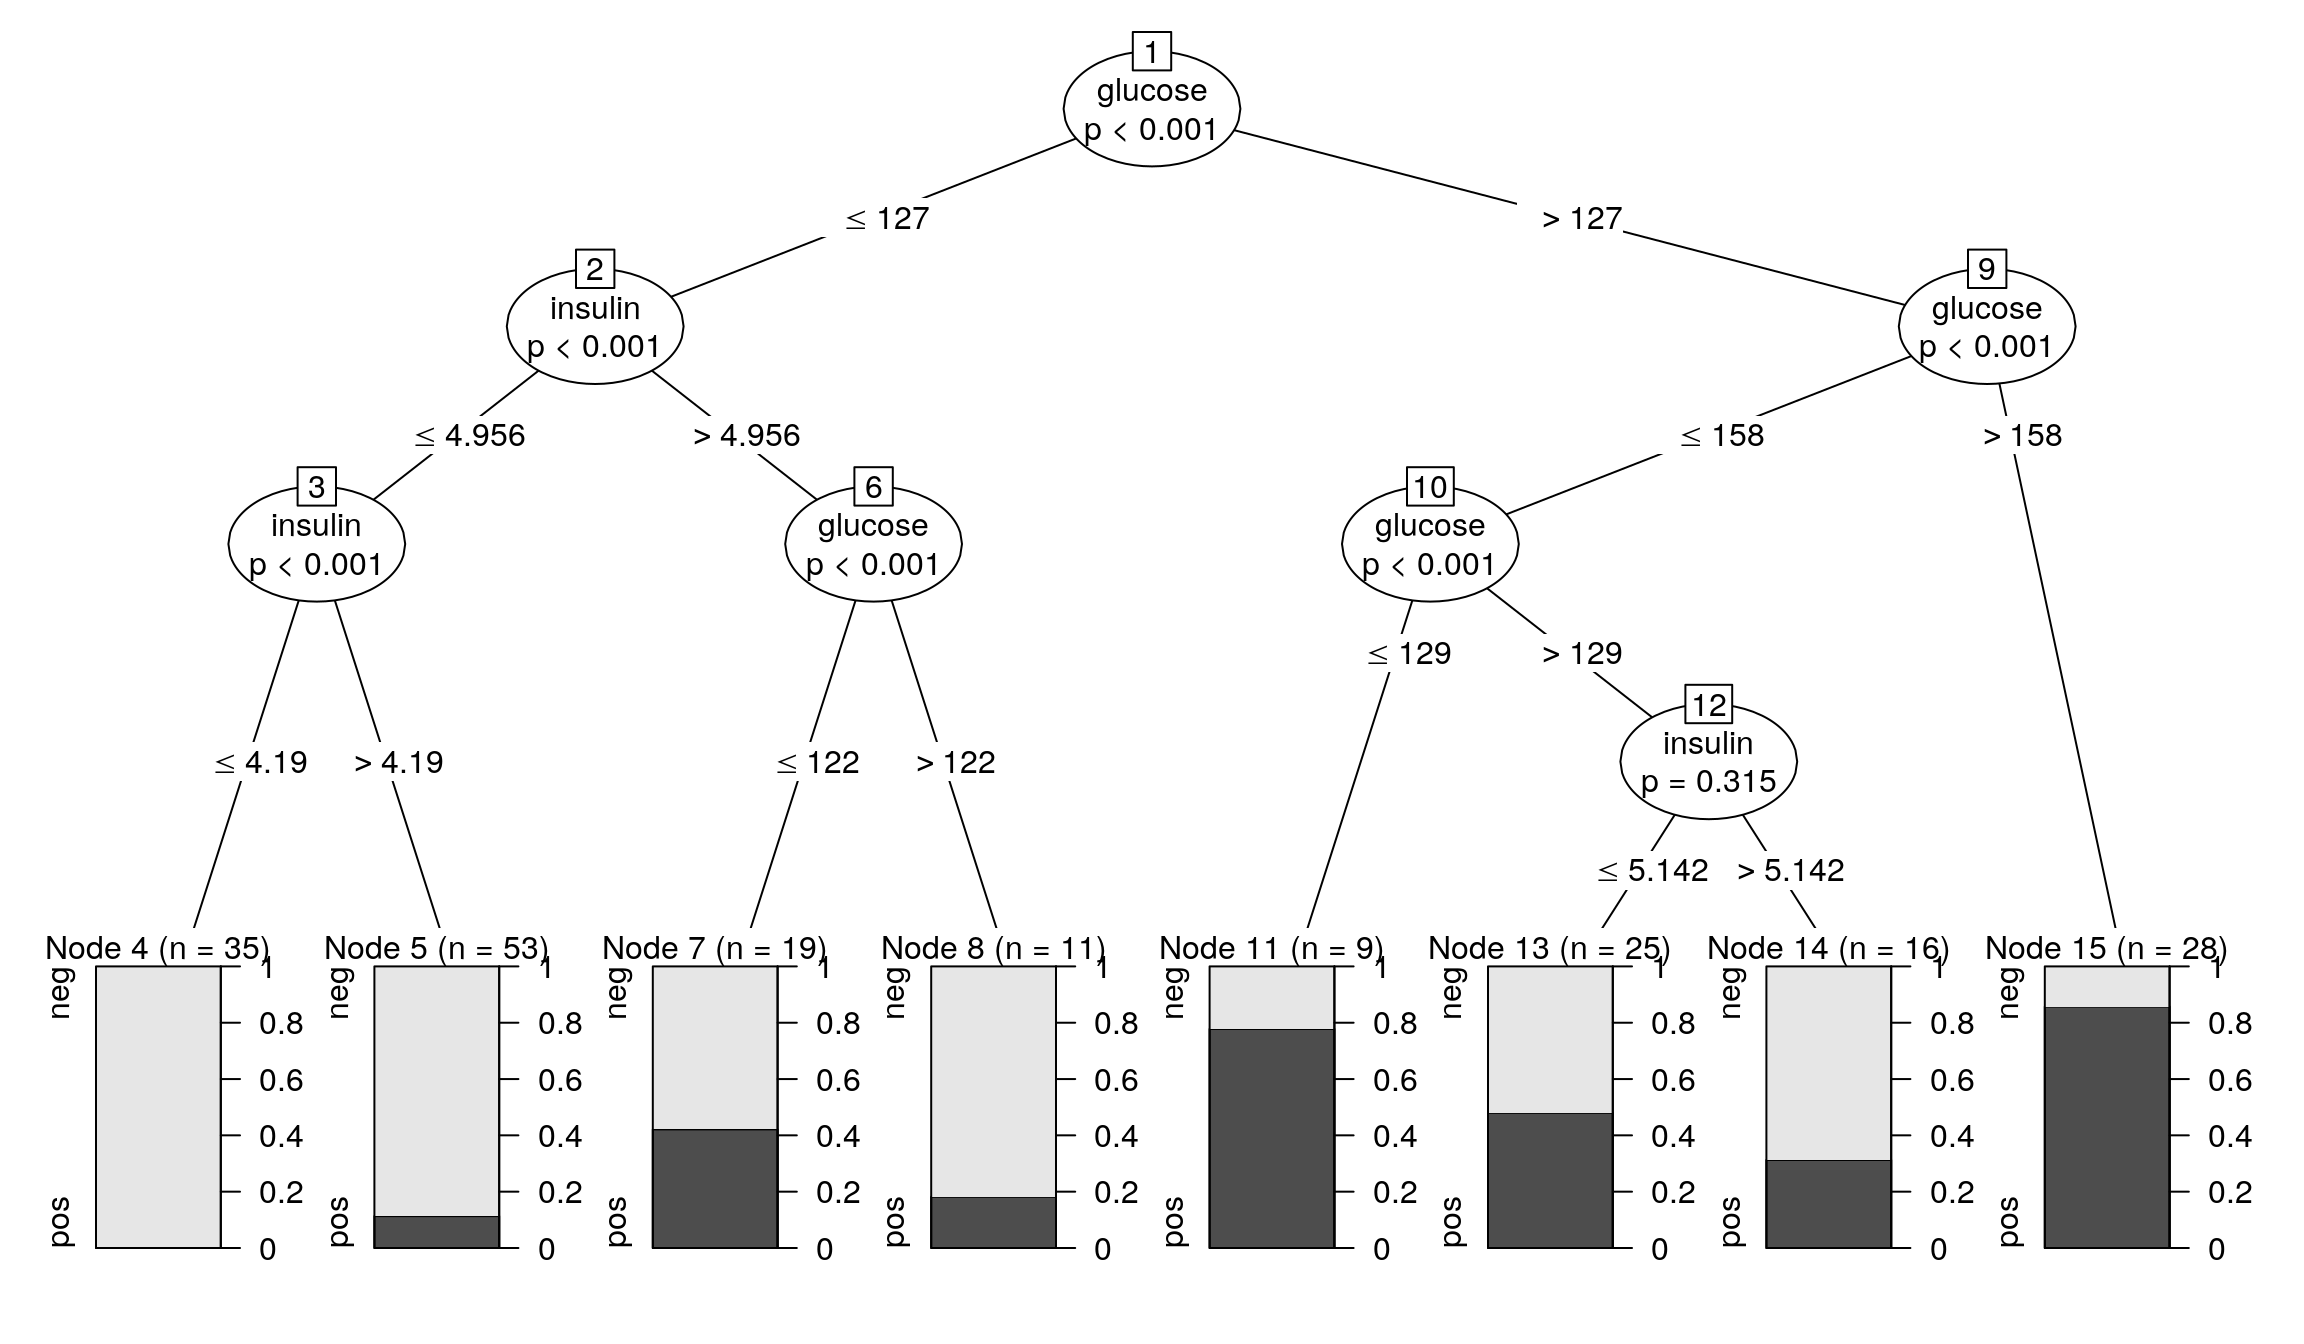 1
glucose
p < 0.001
≤ 127
> 127
2
insulin
p < 0.001
9
glucose
p < 0.001
≤ 4.956
> 4.956
≤ 158
> 158
3
insulin
p < 0.001
6
glucose
p < 0.001
10
glucose
p < 0.001
≤ 129
> 129
12
insulin
p = 0.315
≤ 4.19
> 4.19
≤ 122
> 122
≤ 5.142
> 5.142
Node 4 (n = 35)
neg
pos
1
0.8
0.6
0.4
0.2
0
Node 5 (n = 53)
neg
pos
1
0.8
0.6
0.4
0.2
0
Node 7 (n = 19)
neg
pos
1
0.8
0.6
0.4
0.2
0
Node 8 (n = 11)
neg
pos
1
0.8
0.6
0.4
0.2
0
Node 11 (n = 9)
neg
pos
1
0.8
0.6
0.4
0.2
0
Node 13 (n = 25)
neg
pos
1
0.8
0.6
0.4
0.2
0
Node 14 (n = 16)
neg
pos
1
0.8
0.6
0.4
0.2
0
Node 15 (n = 28)
neg
pos
1
0.8
0.6
0.4
0.2
0